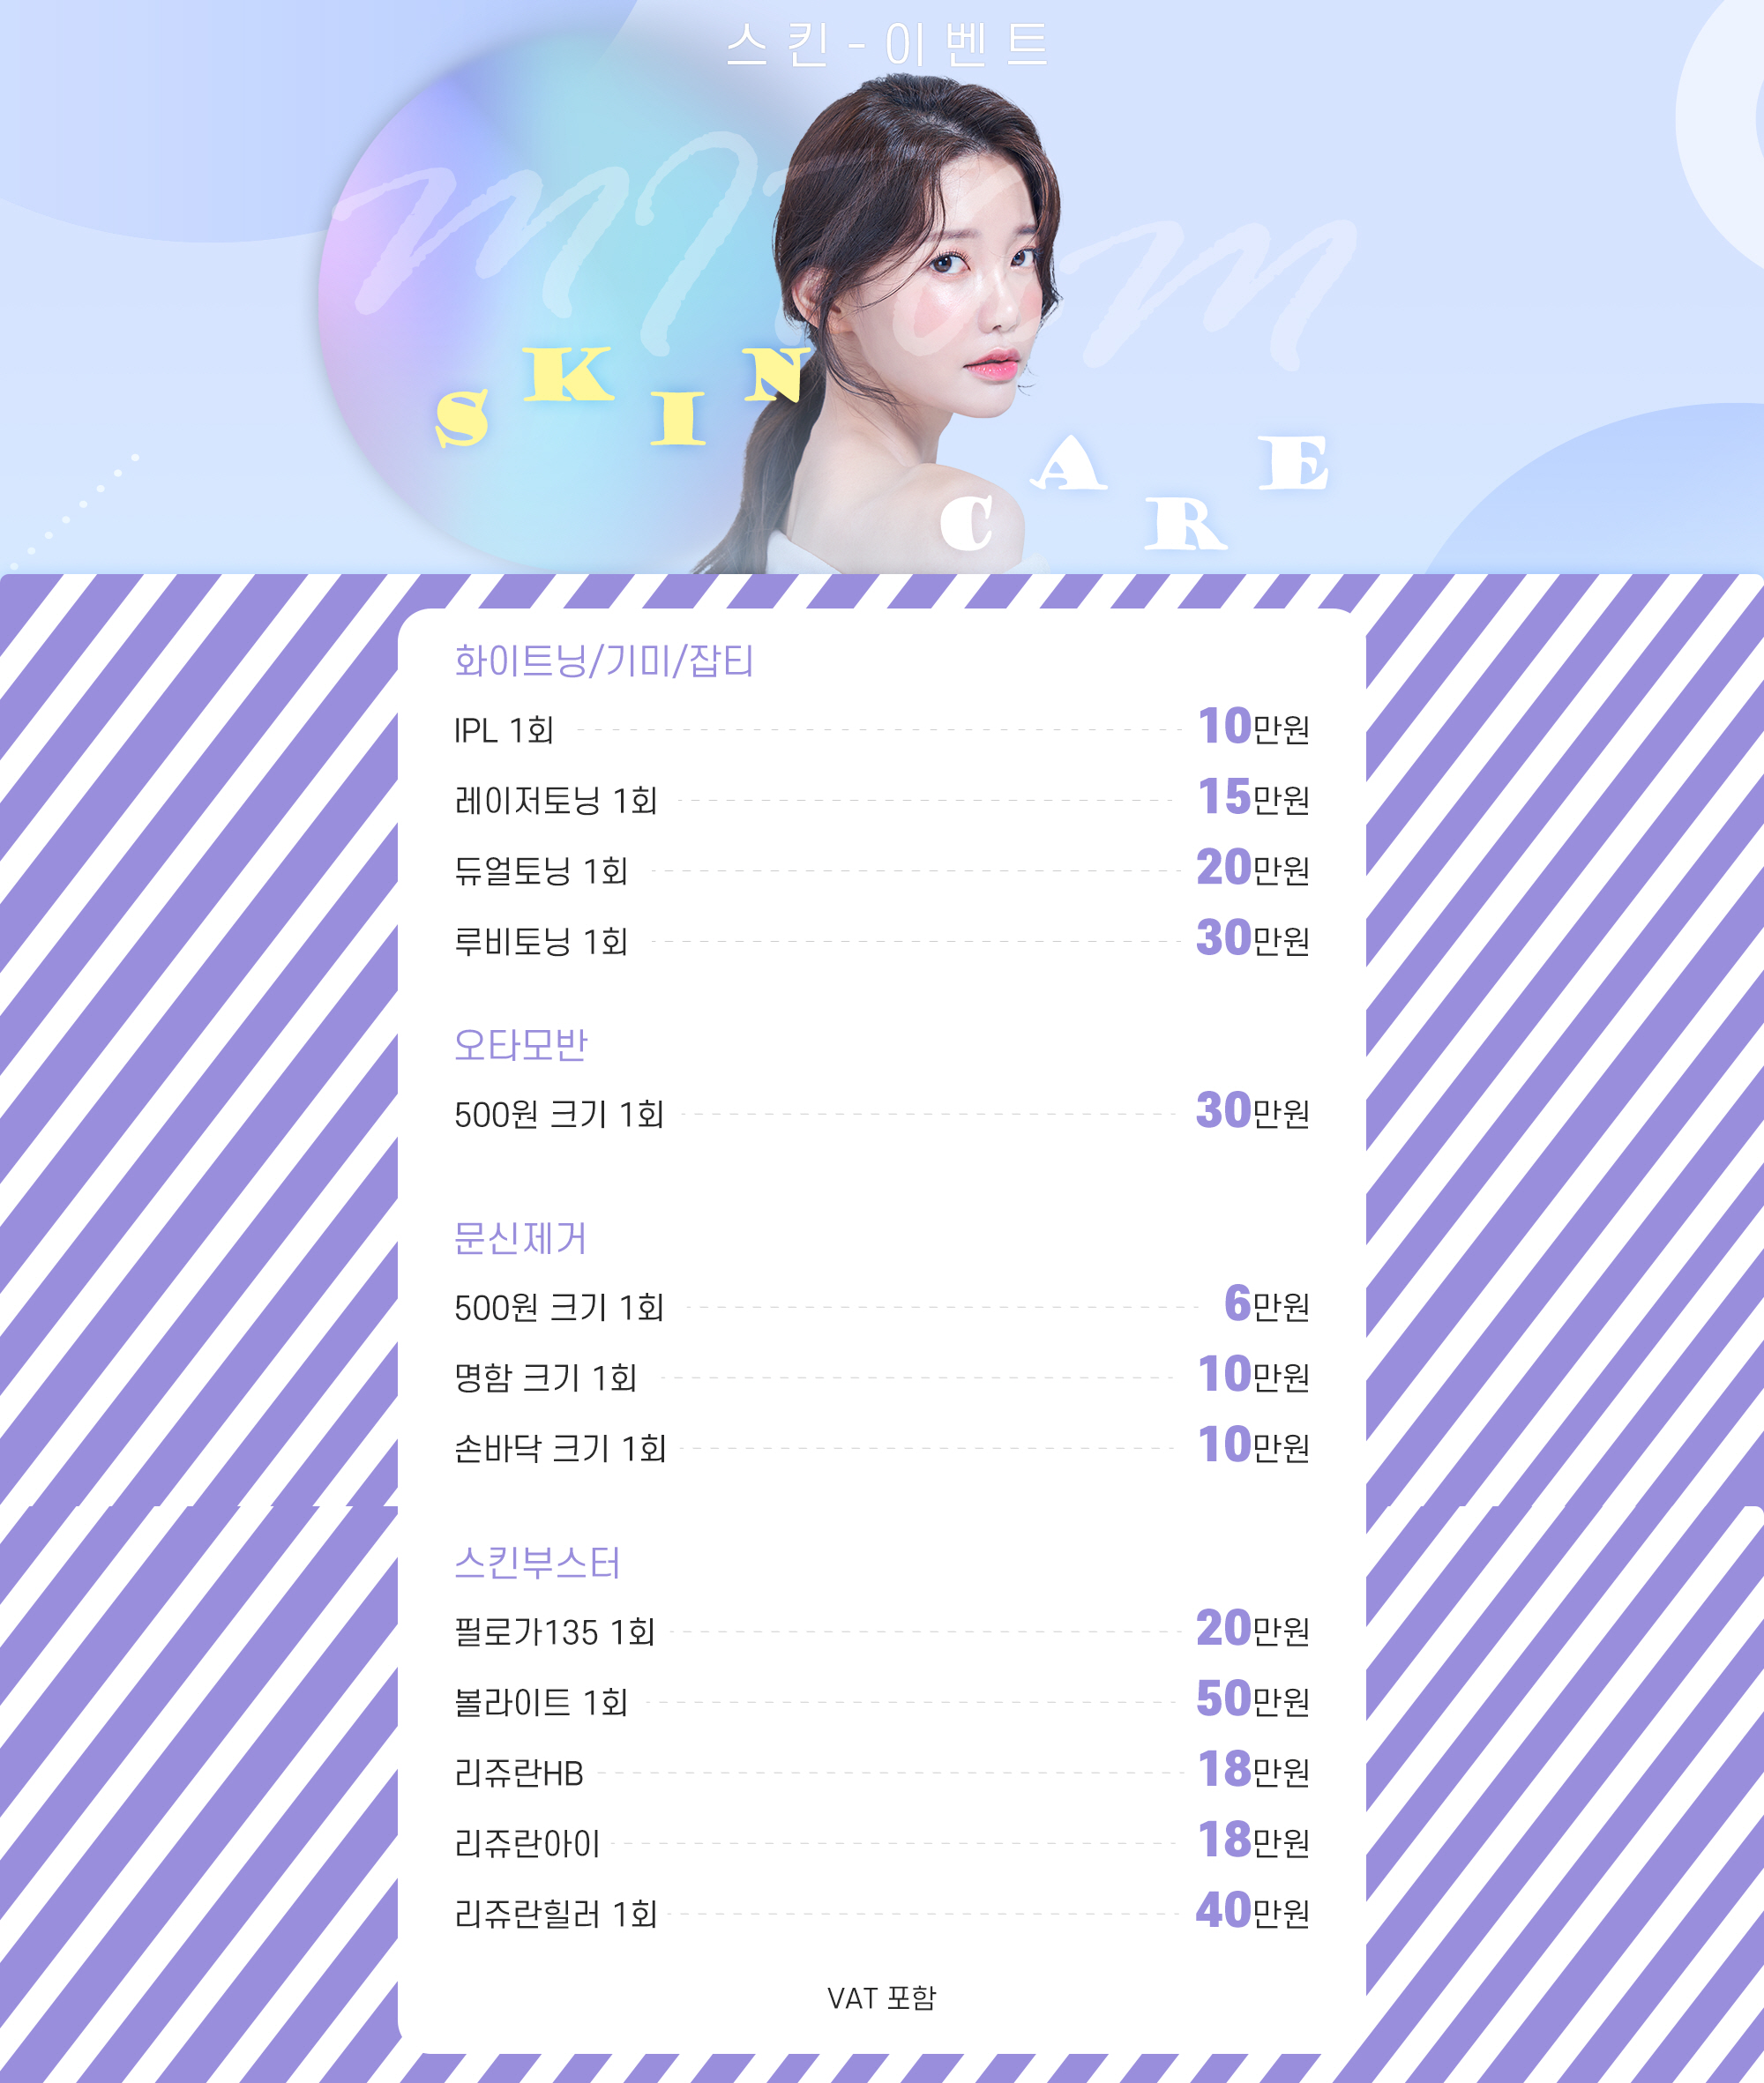 스킨-이벤트
SKIN
CARE
화이트닝/기미/잡티
IPL 1회 10만원
레이저토닝 1회 15만원
듀얼토닝 1회 20만원
루비토닝 1회 30만원
오타모반
500원 크기 1회 30만원
문신제거
500원 크기 1회 6만원
명함 크기 1회 10만원
손바닥 크기 1회 10만원
스킨부스터
필로가135 1회 20만원
볼라이트 1회 50만원
리쥬란HB 18만원
리쥬란아이 18만원
리쥬란힐러 1회 40만원
VAT 포함